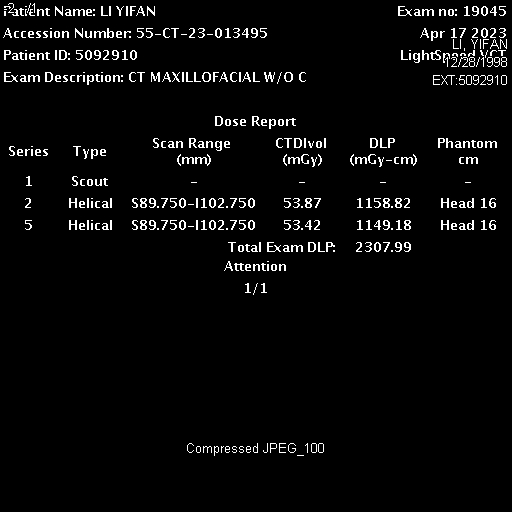 Patient Name: LI YIFAN Exam no: 19045
Accession Number: 55-CT-23-013495 Apr 17 2023
LI, YIFAN
Patient ID: 5092910 LightSpeed VCT
12/28/1998
Exam Description: CT MAXILLOFACIAL W/O C
EXT:5092910
Dose Report
Series Type Scan Range (mm) CTDIvol (mGy) DLP (mGy-cm) Phantom cm
1 Scout - - - -
2 Helical S89.750-I102.750 53.87 1158.82 Head 16
5 Helical S89.750-I102.750 53.42 1149.18 Head 16
Total Exam DLP: 2307.99
Attention
1/1
Compressed JPEG_100